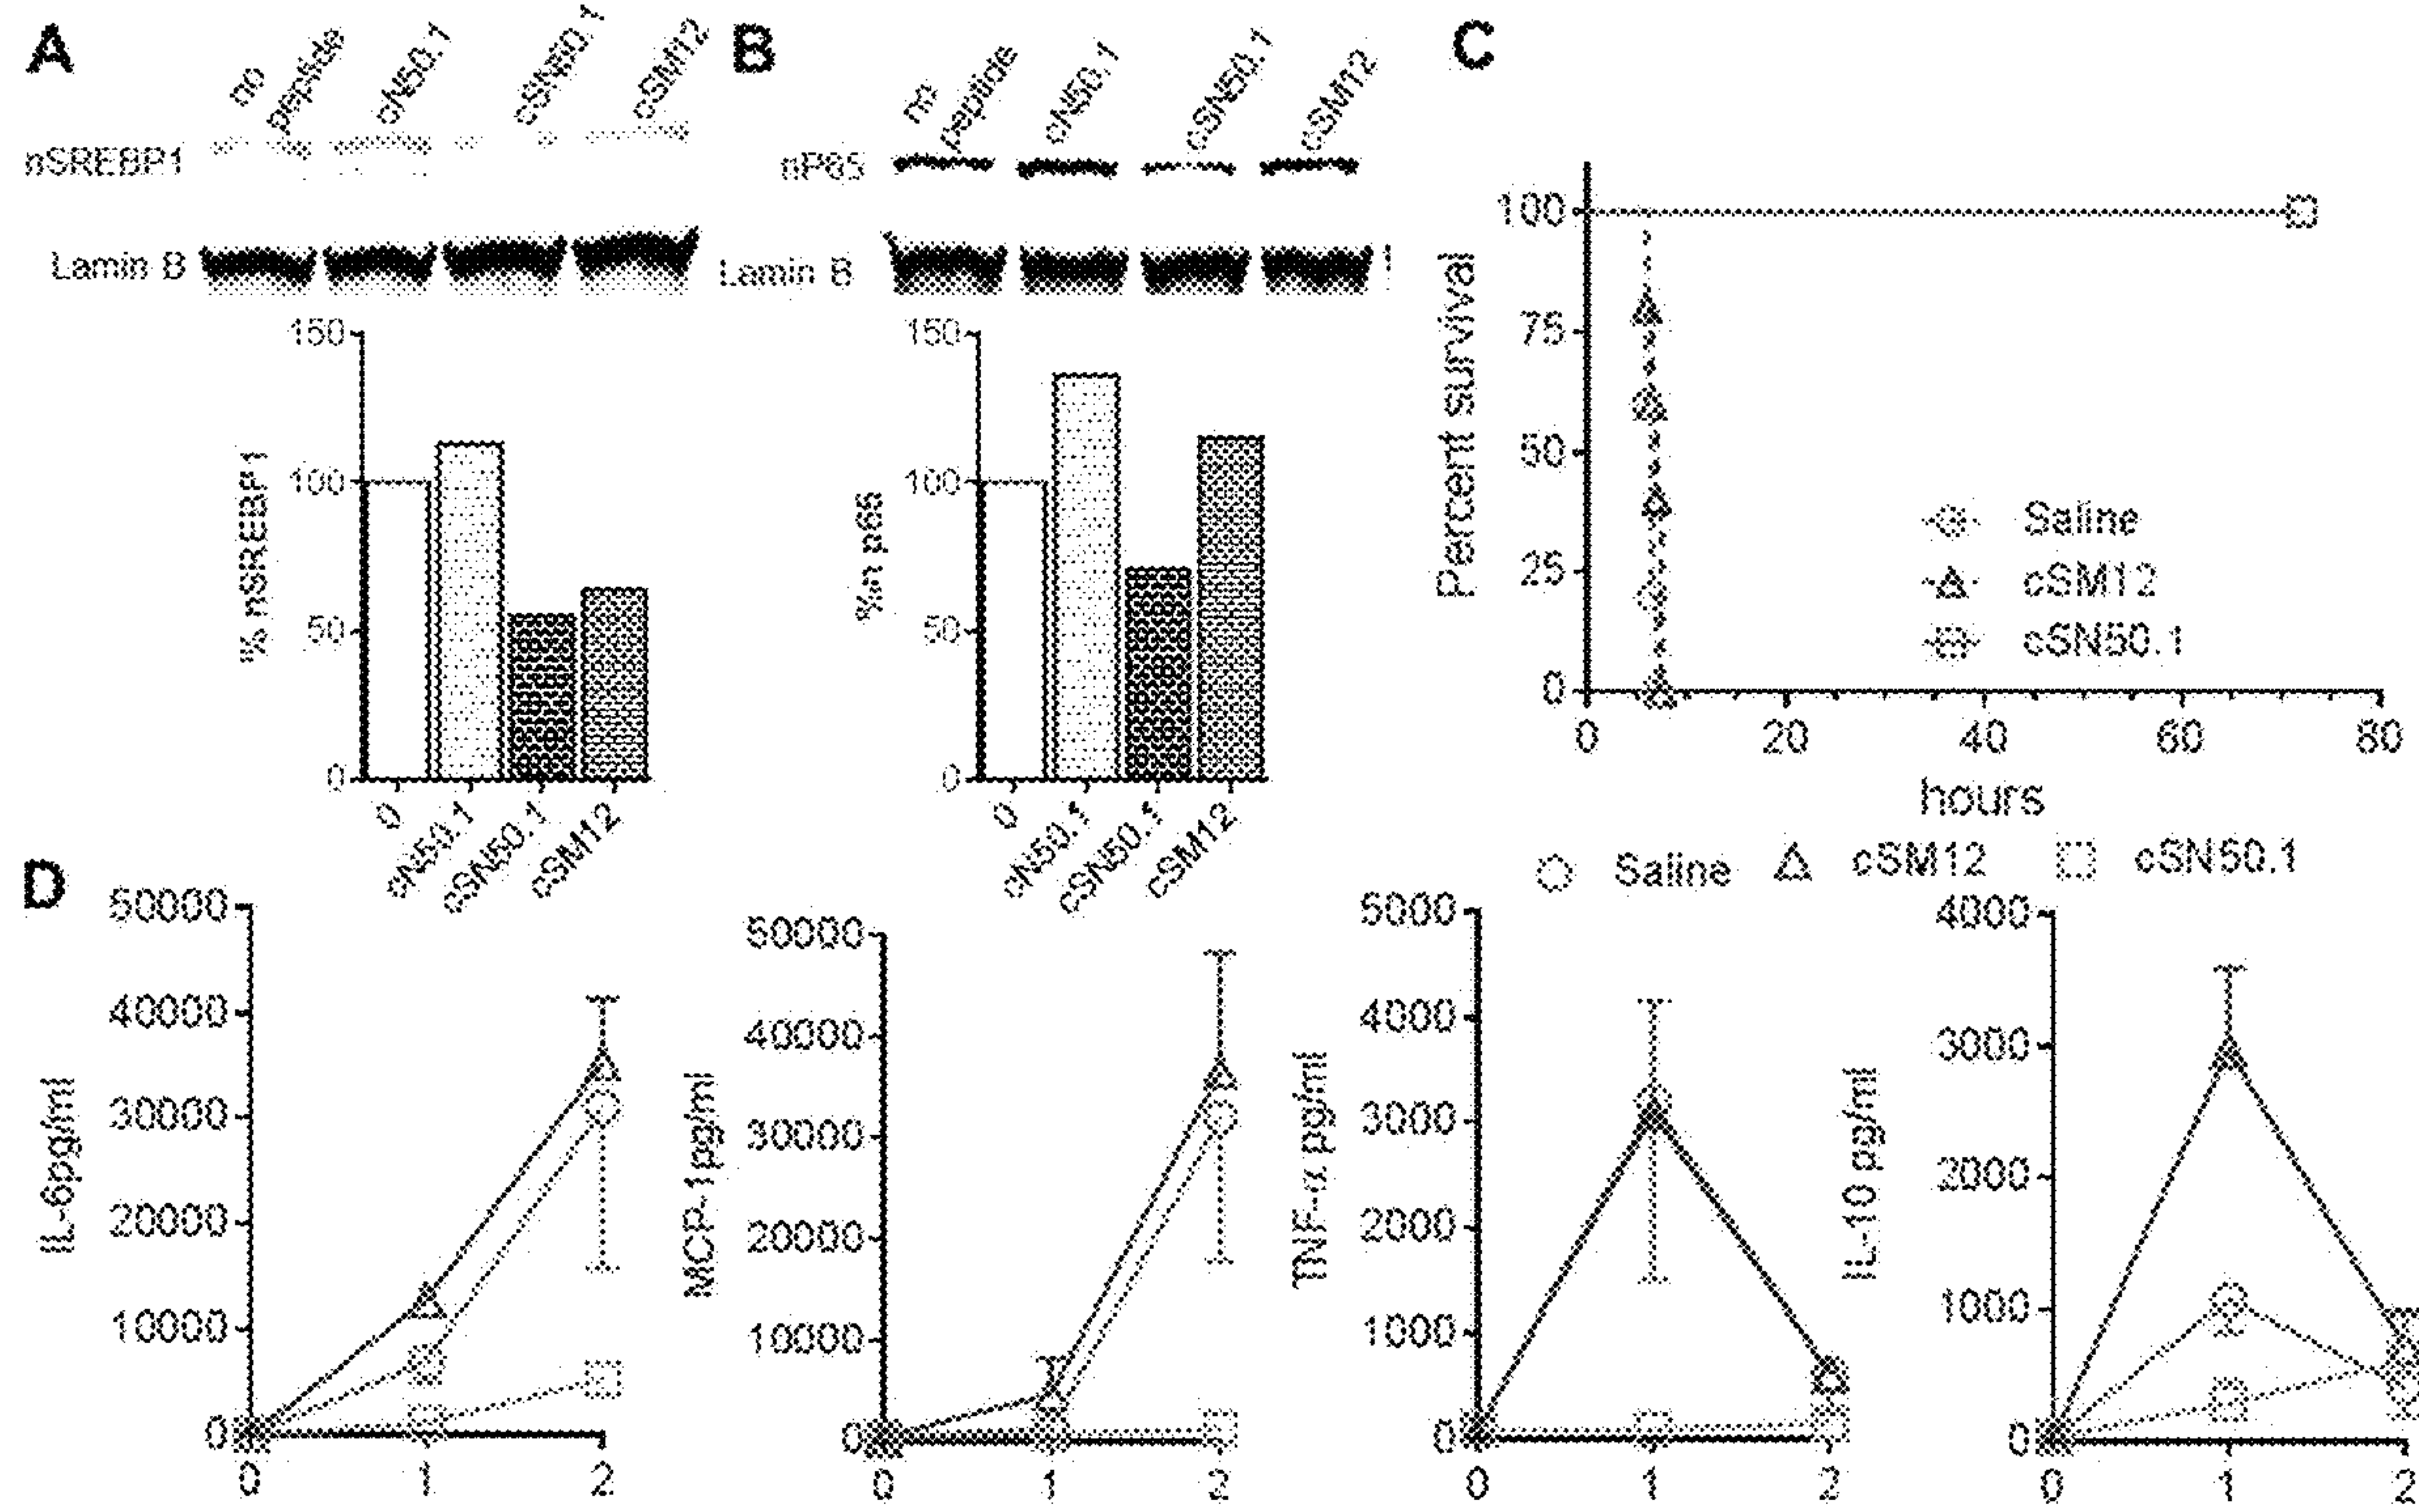 A
no peptide
cN50.1
cSN50.1
cSM12
nSREBP1
Lamin B
150
100
50
0
% nSREBP1
0
cN50.1
cSN50.1
cSM12
B
no peptide
cN50.1
cSN50.1
cSM12
nP65
Lamin B
150
100
50
0
%n p65
0
cN50.1
cSN50.1
cSM12
C
Percent survival
100
75
50
25
0
0 20 40 60 80
hours
Saline
cSM12
cSN50.1
D
Saline cSM12 cSN50.1
IL-6pg/ml
50000
40000
30000
20000
10000
0
0 1 2
MCP-1pg/ml
50000
40000
30000
20000
10000
0
0 1 2
TNF-α pg/ml
5000
4000
3000
2000
1000
0
0 1 2
IL-10 pg/ml
4000
3000
2000
1000
0
0 1 2